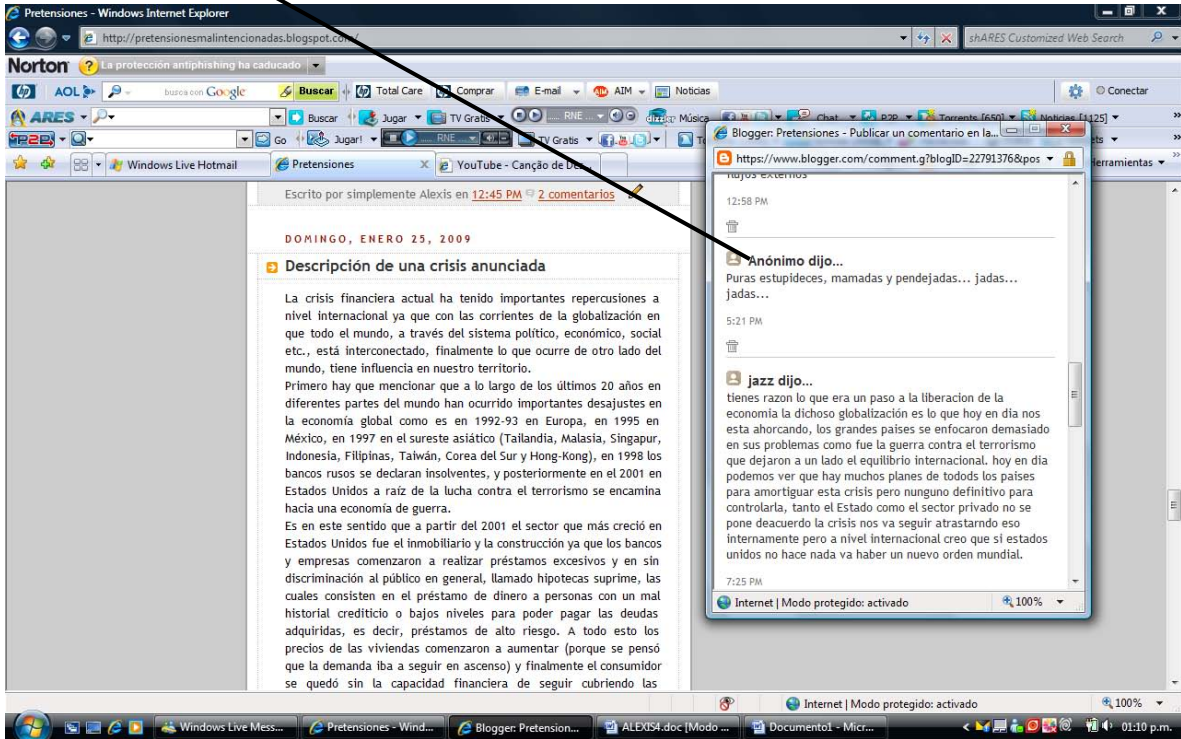 Pretensiones - Windows Internet Explorer
http://pretensionesmalintencionadas.blogspot.com/
shARES Customized Web Search
Norton
La protección antiphishing ha caducado
AOL
busca con Google
Buscar
Total Care
Comprar
E-mail
AIM
Noticias
Conectar
ARES
Buscar
Jugar
TV Gratis
RNE ...
Música
Chat
P2P
Torrents [650]
Noticias [1125]
P2P
Go
Jugar!
RNE ...
TV Gratis
Windows Live Hotmail
Pretensiones
YouTube - Canção de
Herramientas
Escrito por simplemente Alexis en 12:45 PM 2 comentarios
DOMINGO, ENERO 25, 2009
Descripción de una crisis anunciada
La crisis financiera actual ha tenido importantes repercusiones a
nivel internacional ya que con las corrientes de la globalización en
que todo el mundo, a través del sistema político, económico, social
etc., está interconectado, finalmente lo que ocurre de otro lado del
mundo, tiene influencia en nuestro territorio.
Primero hay que mencionar que a lo largo de los últimos 20 años en
diferentes partes del mundo han ocurrido importantes desajustes en
la economía global como es en 1992-93 en Europa, en 1995 en
México, en 1997 en el sureste asiático (Tailandia, Malasia, Singapur,
Indonesia, Filipinas, Taiwán, Corea del Sur y Hong-Kong), en 1998 los
bancos rusos se declaran insolventes, y posteriormente en el 2001 en
Estados Unidos a raíz de la lucha contra el terrorismo se encamina
hacia una economía de guerra.
Es en este sentido que a partir del 2001 el sector que más creció en
Estados Unidos fue el inmobiliario y la construcción ya que los bancos
y empresas comenzaron a realizar préstamos excesivos y en sin
discriminación al público en general, llamado hipotecas suprime, las
cuales consisten en el préstamo de dinero a personas con un mal
historial crediticio o bajos niveles para poder pagar las deudas
adquiridas, es decir, préstamos de alto riesgo. A todo esto los
precios de las viviendas comenzaron a aumentar (porque se pensó
que la demanda iba a seguir en ascenso) y finalmente el consumidor
se quedó sin la capacidad financiera de seguir cubriendo las
Blogger: Pretensiones - Publicar un comentario en la...
https://www.blogger.com/comment.g?blogID=22791376&pos
flujos externos
12:58 PM
Anónimo dijo...
Puras estupideces, mamadas y pendejadas... jadas...
jadas...
5:21 PM
jazz dijo...
tienes razon lo que era un paso a la liberacion de la
economia la dichoso globalización es lo que hoy en dia nos
esta ahorcando, los grandes paises se enfocaron demasiado
en sus problemas como fue la guerra contra el terrorismo
que dejaron a un lado el equilibrio internacional. hoy en dia
podemos ver que hay muchos planes de todods los paises
para amortiguar esta crisis pero nunguno definitivo para
controlarla, tanto el Estado como el sector privado no se
pone deacuerdo la crisis nos va seguir atrastarndo eso
internamente pero a nivel internacional creo que si estados
unidos no hace nada va haber un nuevo orden mundial.
7:25 PM
Internet | Modo protegido: activado 100%
Internet | Modo protegido: activado 100%
Windows Live Mess...
Pretensiones - Wind...
Blogger: Pretension...
ALEXIS4.doc [Modo ...
Documento1 - Micr...
01:10 p.m.